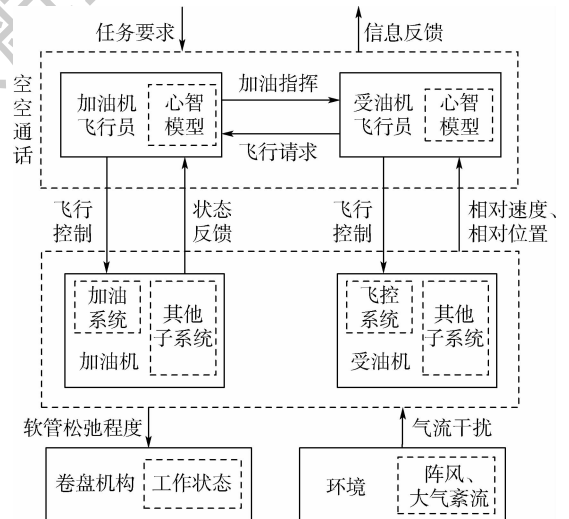 任务要求
信息反馈
空空通话
加油机
飞行员
心智
模型
加油指挥
飞行请求
受油机
飞行员
心智
模型
飞行
控制
状态
反馈
飞行
控制
相对速度、
相对位置
加油
系统
其他
子系统
加油机
飞控
系统
其他
子系统
受油机
软管松弛程度
气流干扰
卷盘机构
工作状态
环境
阵风、
大气紊流